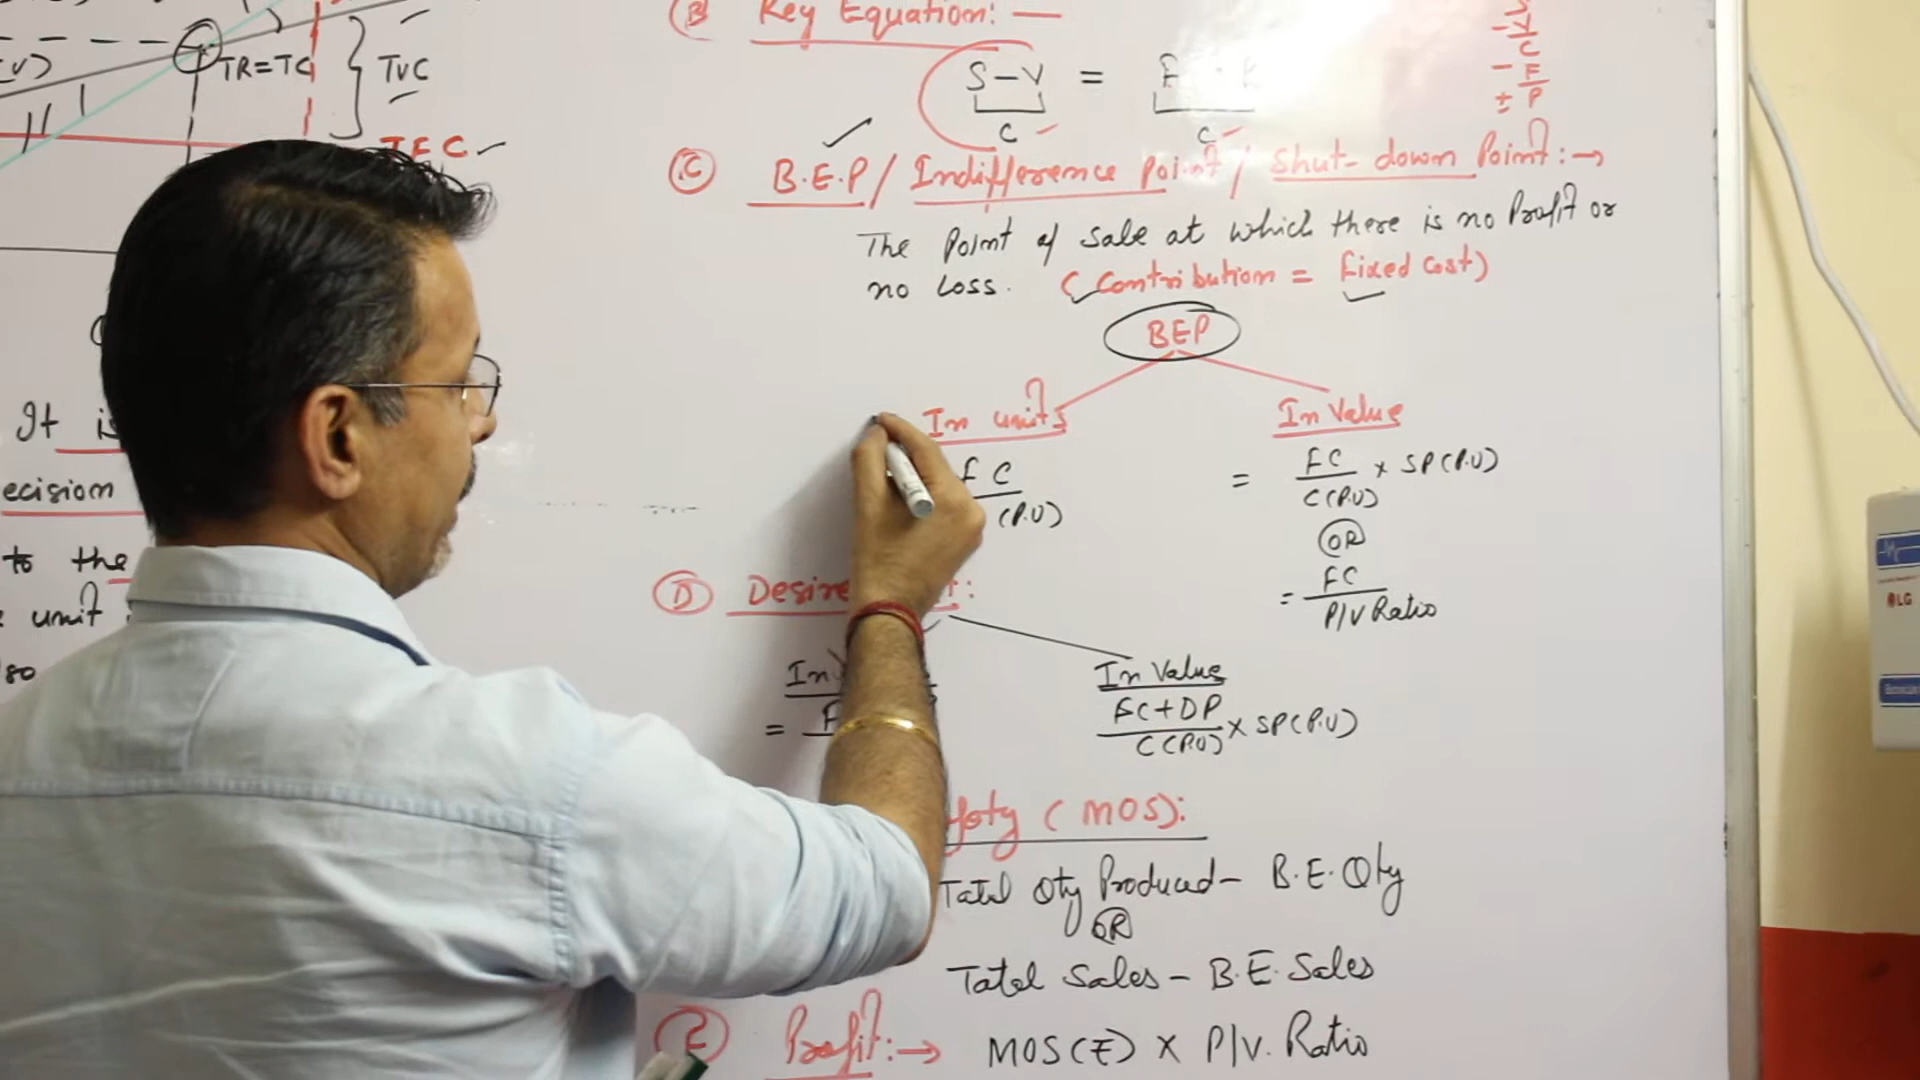 TR=TC
TVC
TFC
It is
ecision
to the
unit
so
(B) Key Equation: —
S-V =
C C
V
C
F
P
(C) B.E.P / Indifference Point / Shut-down Point:→
The Point of Sale at which there is no Profit or
no Loss. (Contribution = Fixed Cost)
BEP
In units
In Value
FC
(P.U)
= FC / C(P.U) × SP(P.U)
(OR)
= FC / P/V Ratio
(D)
In
In Value
=
FC+DP / C(P.U) × SP(P.U)
(MOS):
Total Qty Produced - B.E. Qty
(OR)
Total Sales - B.E. Sales
Profit:→ MOS(₹) × P/V. Ratio
LG